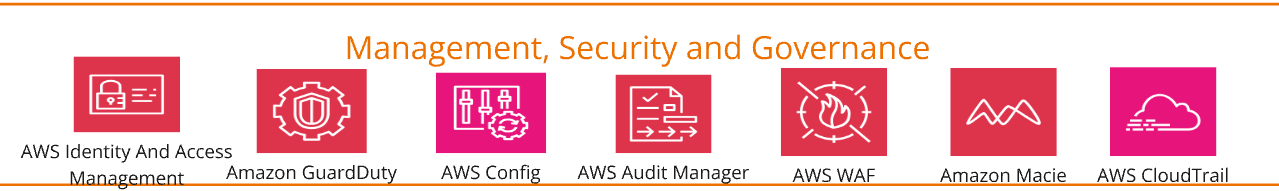 Management, Security and Governance
AWS Identity And Access
Management
Amazon GuardDuty
AWS Config
AWS Audit Manager
AWS WAF
Amazon Macie
AWS CloudTrail